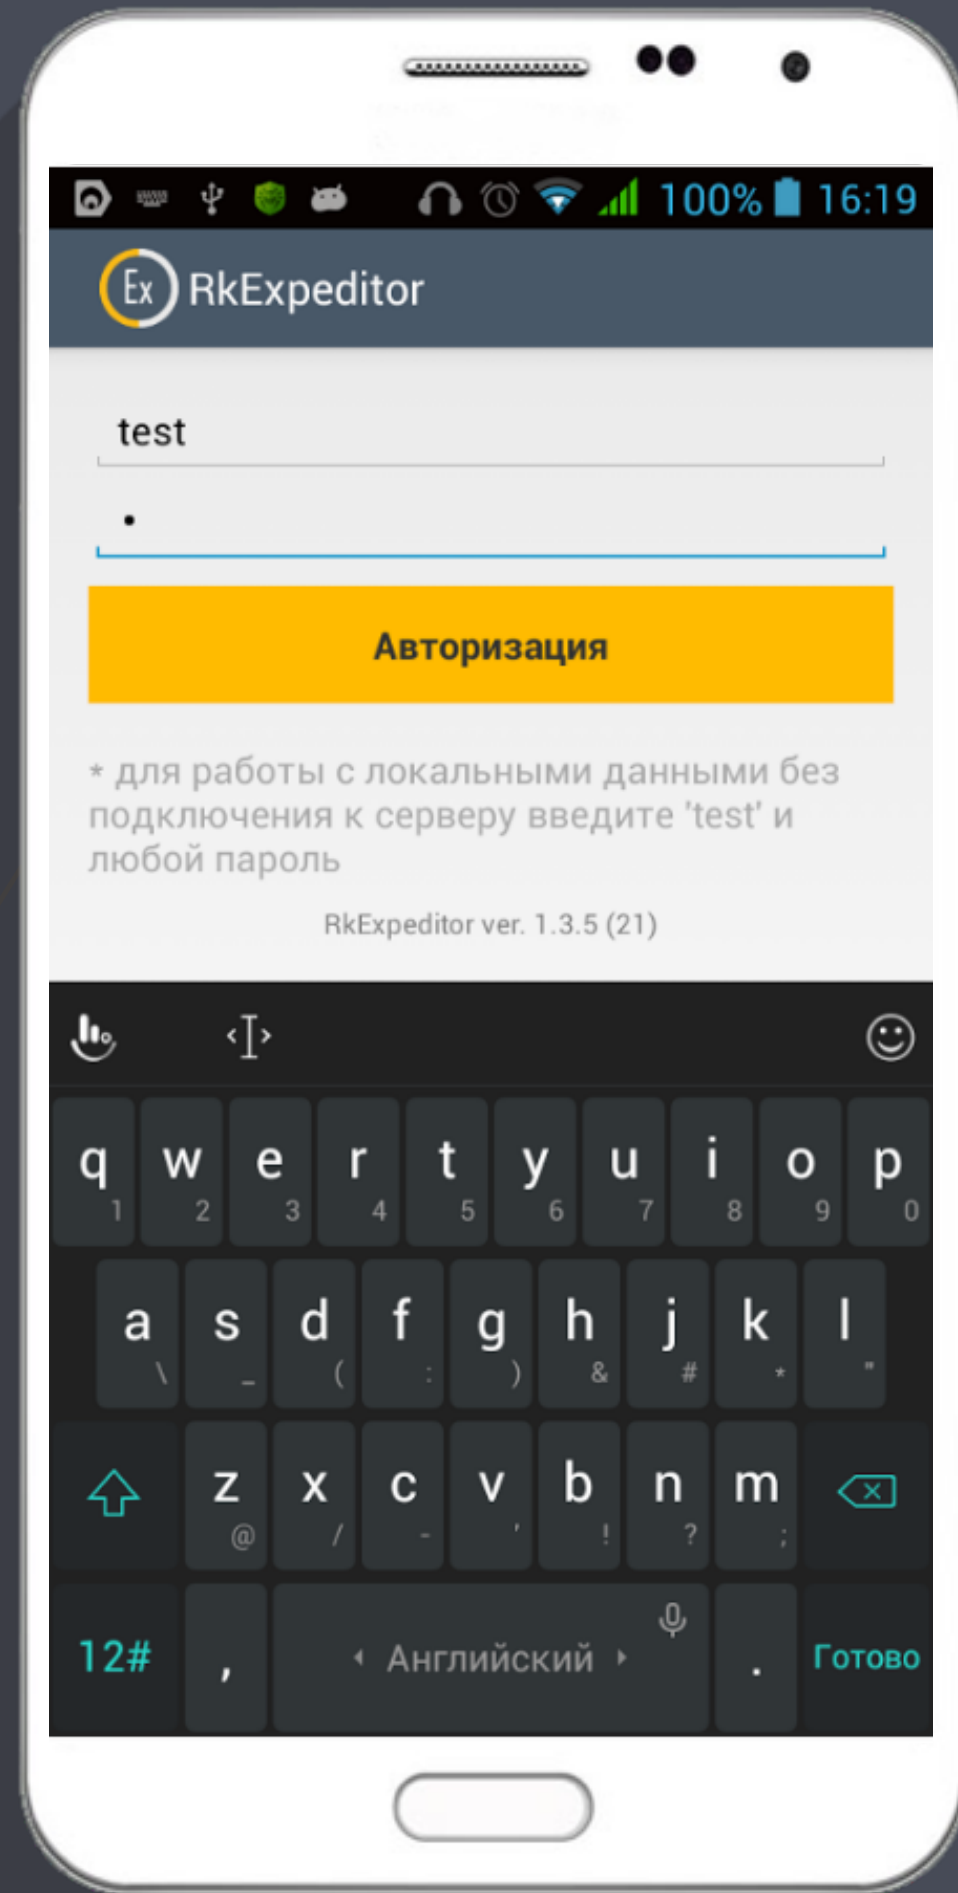 100% 16:19
Ex RkExpeditor
test
•
Авторизация
* для работы с локальными данными без
подключения к серверу введите 'test' и
любой пароль
RkExpeditor ver. 1.3.5 (21)
q w e r t y u i o p
1 2 3 4 5 6 7 8 9 0
a s d f g h j k l
\ _ ( : ) & # * "
z x c v b n m
@ / - ' ! ? ;
12# , Английский . Готово